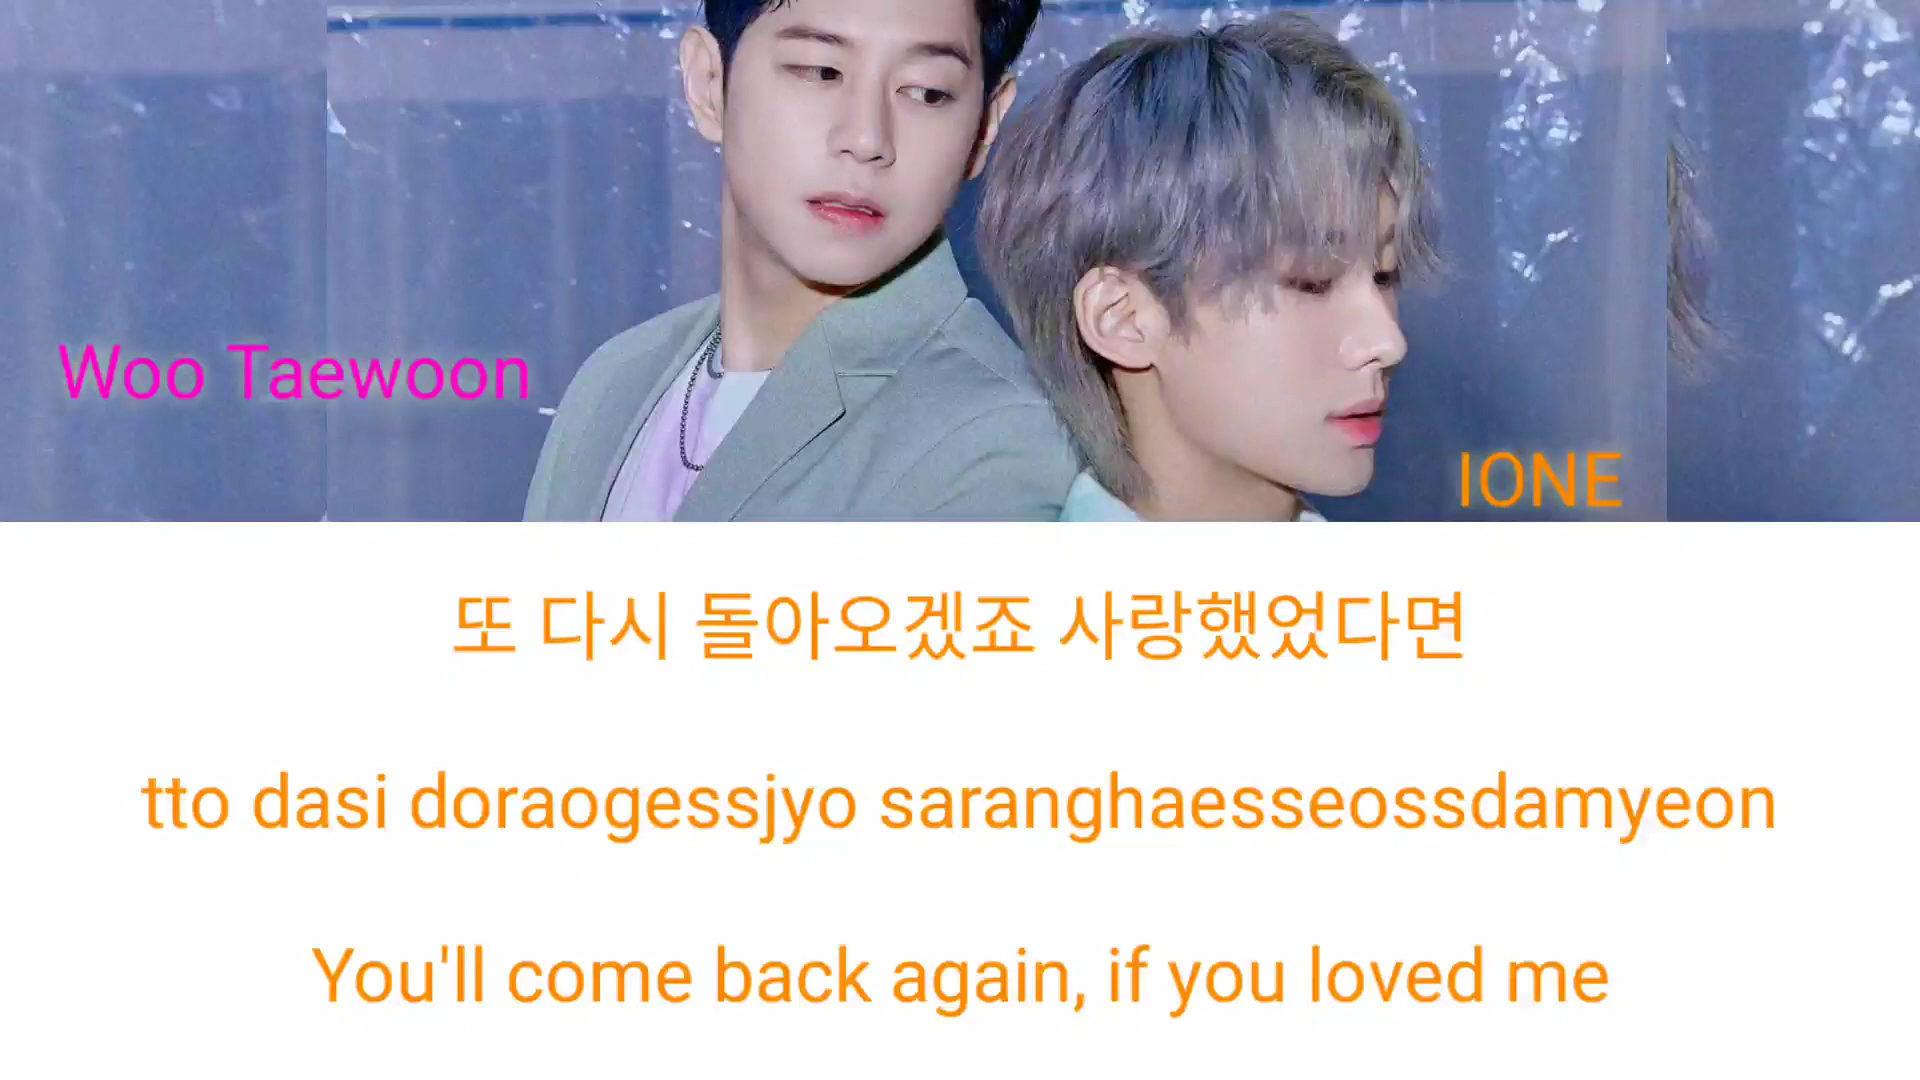 Woo Taewoon
IONE
또 다시 돌아오겠죠 사랑했었다면
tto dasi doraogessjyo saranghaesseossdamyeon
You'll come back again, if you loved me